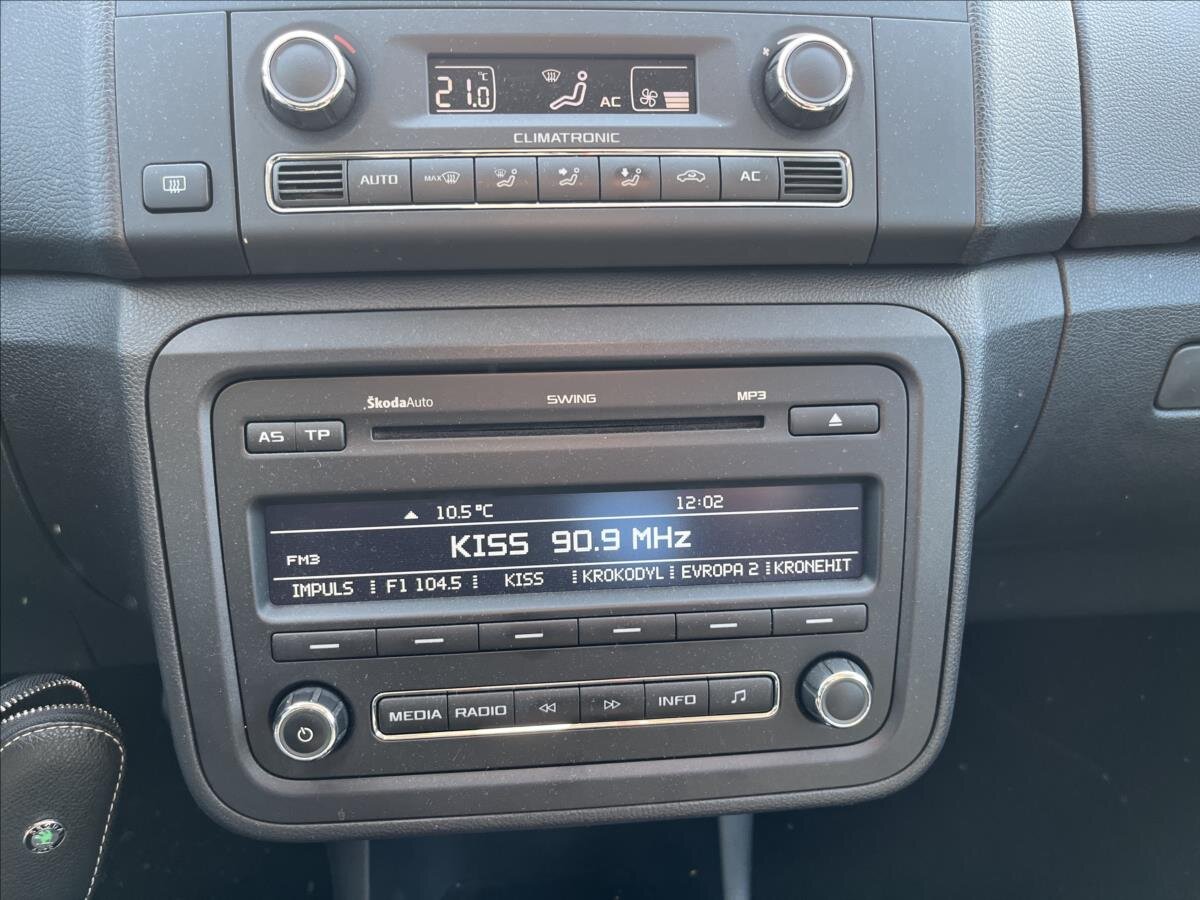 21.0 °C AC
CLIMATRONIC
AUTO MAX AC
ŠkodaAuto SWING MP3
AS TP
10.5 °C 12:02
KISS 90.9 MHz
FM3
IMPULS F1 104.5 KISS KROKODYL EVROPA 2 KRONEHIT
MEDIA RADIO INFO